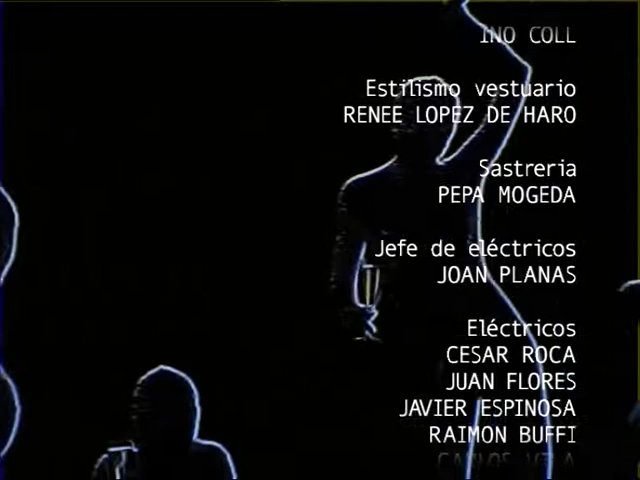 INO COLL
Estilismo vestuario
RENEE LOPEZ DE HARO
Sastreria
PEPA MOGEDA
Jefe de eléctricos
JOAN PLANAS
Eléctricos
CESAR ROCA
JUAN FLORES
JAVIER ESPINOSA
RAIMON BUFFI
CARLOS